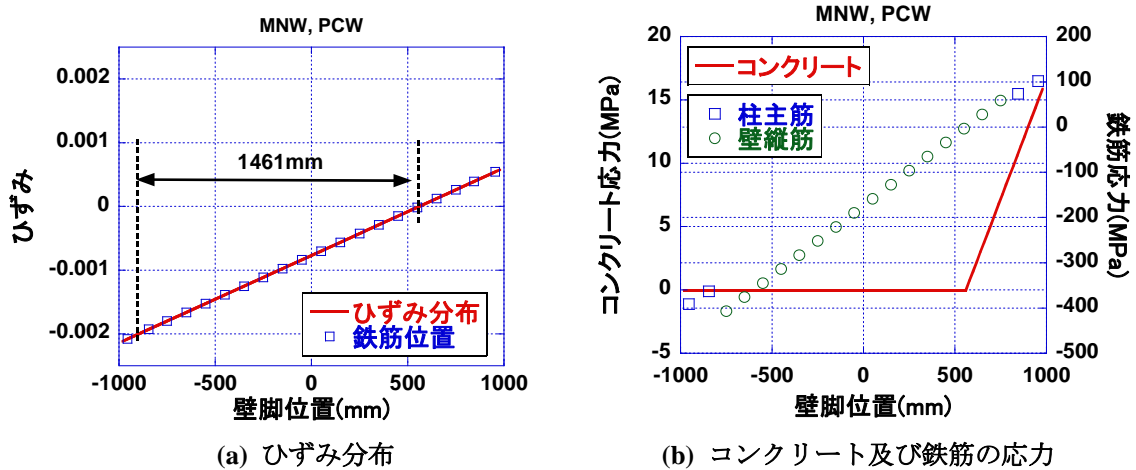 MNW, PCW
0.002
0.001
0
-0.001
-0.002
ひずみ
1461mm
ひずみ分布
鉄筋位置
-1000
-500
0
500
1000
壁脚位置(mm)
(a) ひずみ分布
MNW, PCW
20
15
10
5
0
-5
コンクリート応力(MPa)
コンクリート
柱主筋
壁縦筋
200
100
0
-100
-200
-300
-400
-500
鉄筋応力(MPa)
-1000
-500
0
500
1000
壁脚位置(mm)
(b) コンクリート及び鉄筋の応力